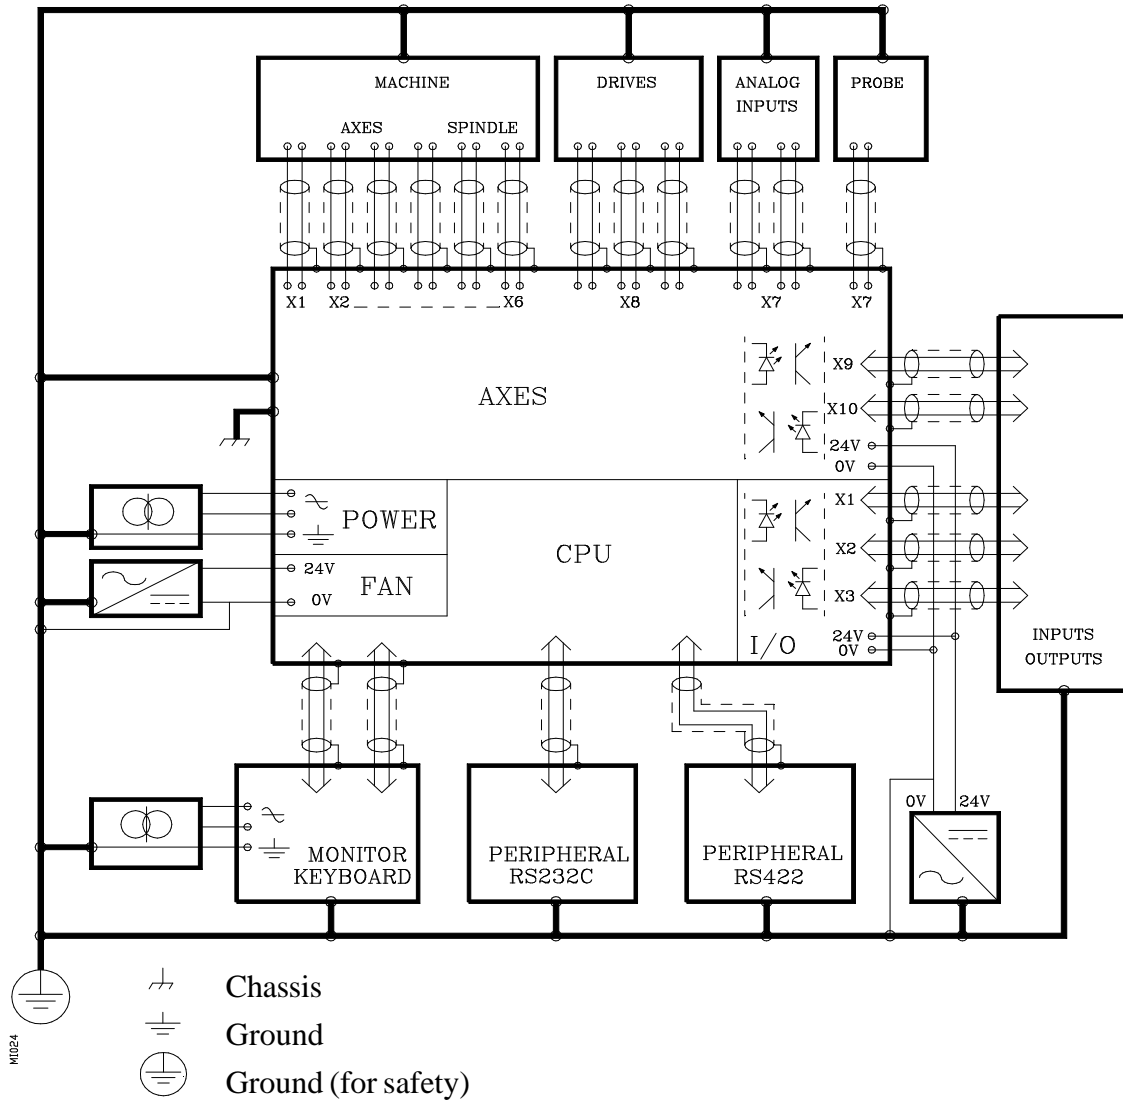 MACHINE
DRIVES
ANALOG
INPUTS
PROBE
AXES SPINDLE
X1 X2 X6 X8 X7 X7
X9
AXES
X10
24V
0V
X1
POWER
CPU
X2
24V
FAN
0V
X3
24V
I/O
0V
INPUTS
OUTPUTS
0V 24V
MONITOR
KEYBOARD
PERIPHERAL
RS232C
PERIPHERAL
RS422
Chassis
Ground
Ground (for safety)
M1024